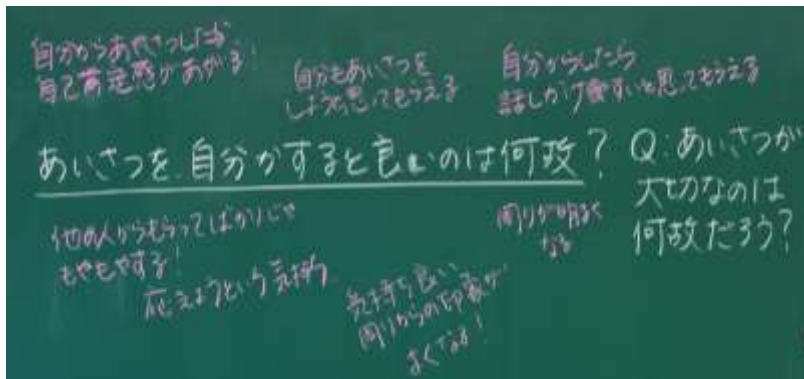 自分からあいさつした方
自己肯定感があがる！
自分もあいさつを
しようと思ってもらえる
自分からしたら
話しかけ易すいと思ってもらえる
あいさつを、自分がすると良いのは何故？
Q：あいさつが
大切なのは
何故だろう？
他の人からもらってばかりじゃ
もやもやする！
応えようという気持ち
気持ち良い
周りからの印象が
よくなる！
周りが明るく
なる